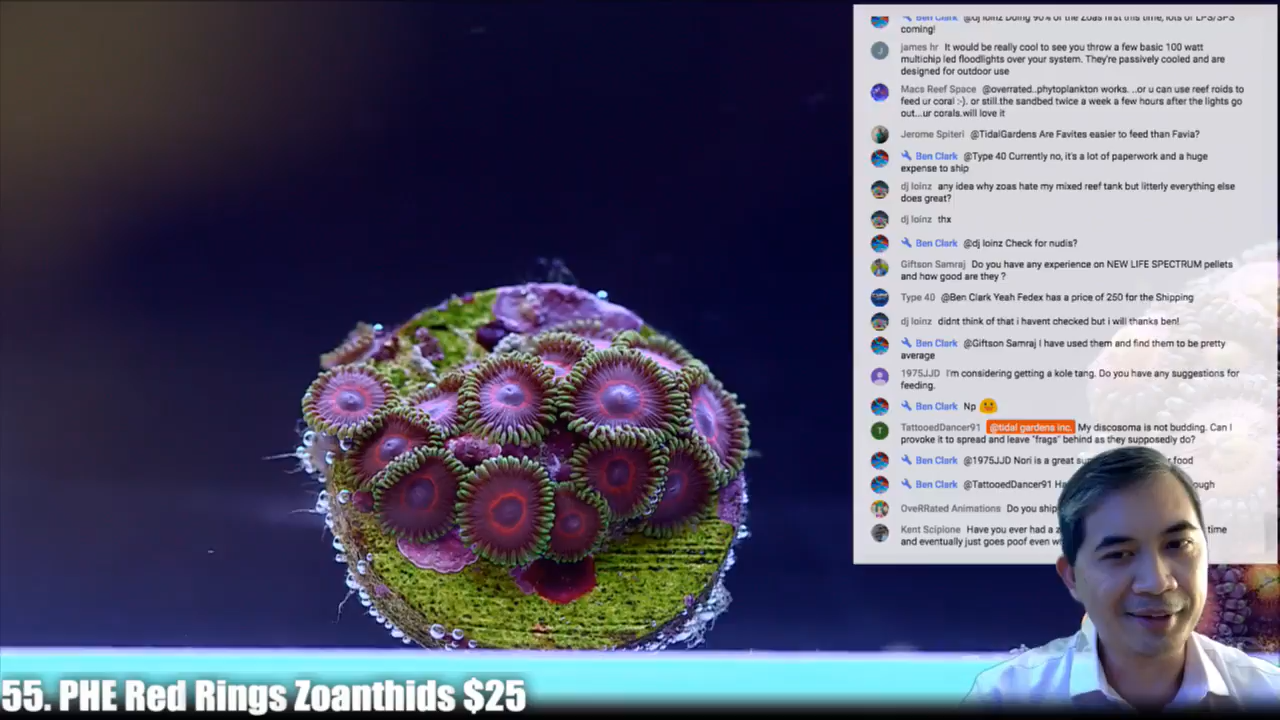 Ben Clark @dj loinz Doing 90% of the Zoas first this time, lots of LPS/SPS
coming!
james hr It would be really cool to see you throw a few basic 100 watt
multichip led floodlights over your system. They're passively cooled and are
designed for outdoor use
Macs Reef Space @overrated..phytoplankton works. ..or u can use reef roids to
feed ur coral :-). or still.the sandbed twice a week a few hours after the lights go
out...ur corals.will love it
Jerome Spiteri @TidalGardens Are Favites easier to feed than Favia?
Ben Clark @Type 40 Currently no, it's a lot of paperwork and a huge
expense to ship
dj loinz any idea why zoas hate my mixed reef tank but litterly everything else
does great?
dj loinz thx
Ben Clark @dj loinz Check for nudis?
Giftson Samraj Do you have any experience on NEW LIFE SPECTRUM pellets
and how good are they ?
Type 40 @Ben Clark Yeah Fedex has a price of 250 for the Shipping
dj loinz didnt think of that i havent checked but i will thanks ben!
Ben Clark @Giftson Samraj I have used them and find them to be pretty
average
1975JJD I'm considering getting a kole tang. Do you have any suggestions for
feeding.
Ben Clark Np
TattooedDancer91 @tidal gardens inc. My discosoma is not budding. Can I
provoke it to spread and leave "frags" behind as they supposedly do?
Ben Clark @1975JJD Nori is a great food
Ben Clark @TattooedDancer91
OveRRated Animations Do you ship
Kent Scipione Have you ever had a time
and eventually just goes poof even
55. PHE Red Rings Zoanthids $25